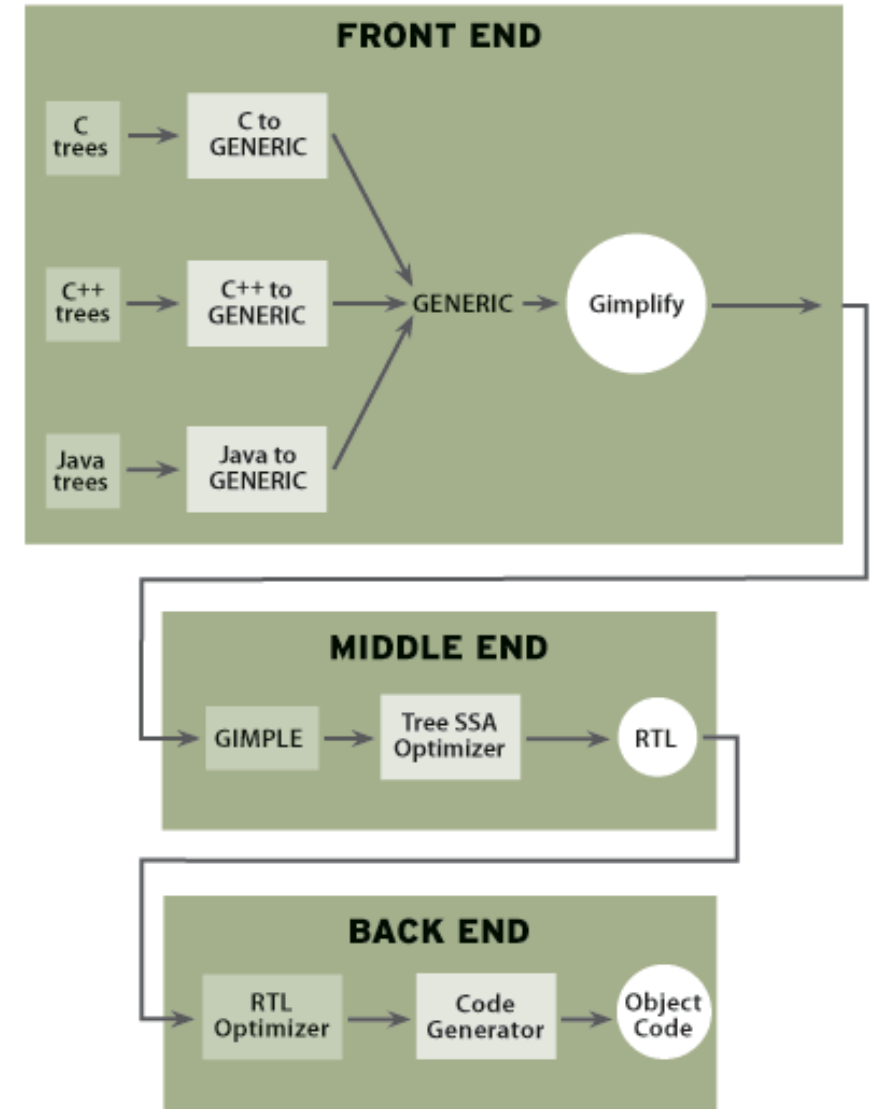 FRONT END
C
trees
C to
GENERIC
C++
trees
C++ to
GENERIC
GENERIC
Gimplify
Java
trees
Java to
GENERIC
MIDDLE END
GIMPLE
Tree SSA
Optimizer
RTL
BACK END
RTL
Optimizer
Code
Generator
Object
Code